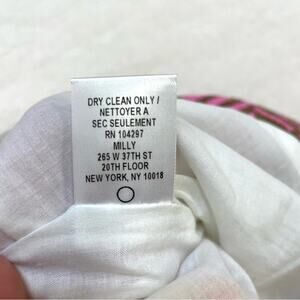 DRY CLEAN ONLY /
NETTOYER A
SEC SEULEMENT
RN 104297
MILLY
265 W 37TH ST
20TH FLOOR
NEW YORK, NY 10018